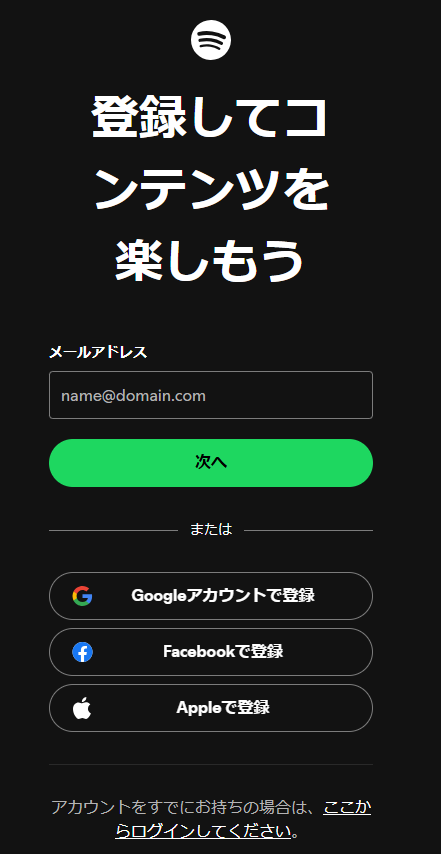 登録してコ
ンテンツを
楽しもう
メールアドレス
name@domain.com
次へ
または
Googleアカウントで登録
Facebookで登録
Appleで登録
アカウントをすでにお持ちの場合は、ここか
らログインしてください。